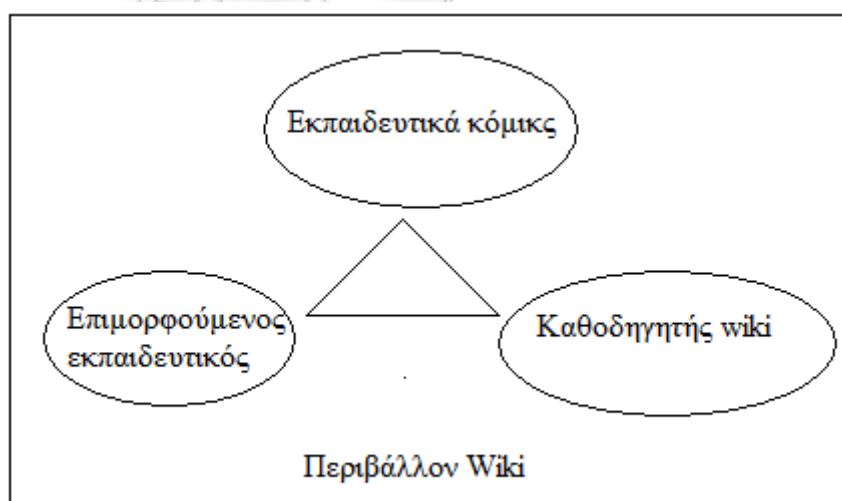 Εκπαιδευτικά κόμικς
Επιμορφούμενος
εκπαιδευτικός
Καθοδηγητής wiki
Περιβάλλον Wiki